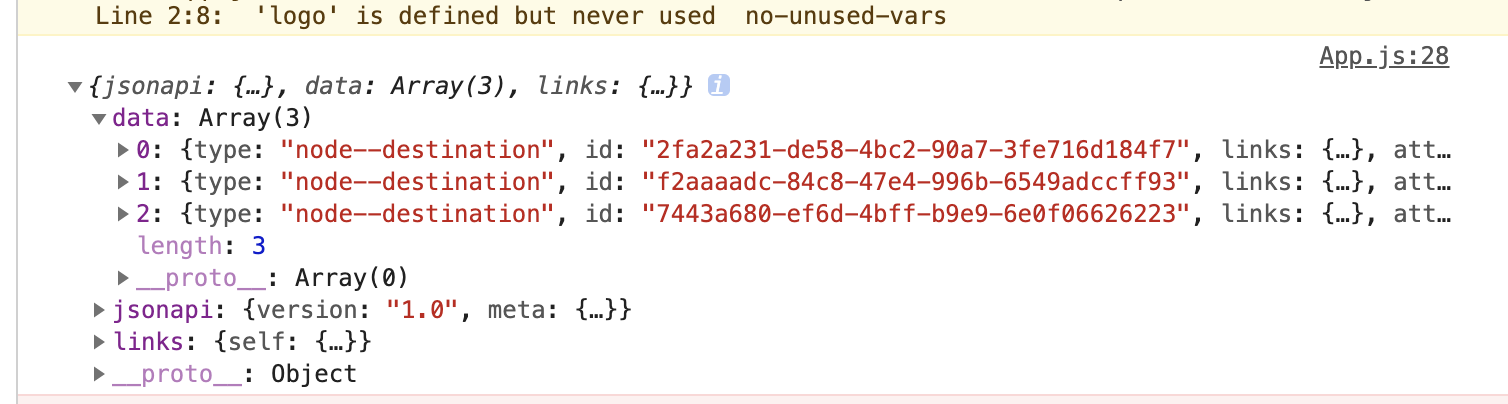 Line 2:8:  'logo' is defined but never used  no-unused-vars
App.js:28
▼{jsonapi: {…}, data: Array(3), links: {…}} i
▼data: Array(3)
▶0: {type: "node--destination", id: "2fa2a231-de58-4bc2-90a7-3fe716d184f7", links: {…}, att…
▶1: {type: "node--destination", id: "f2aaaadc-84c8-47e4-996b-6549adccff93", links: {…}, att…
▶2: {type: "node--destination", id: "7443a680-ef6d-4bff-b9e9-6e0f06626223", links: {…}, att…
length: 3
▶__proto__: Array(0)
▶jsonapi: {version: "1.0", meta: {…}}
▶links: {self: {…}}
▶__proto__: Object